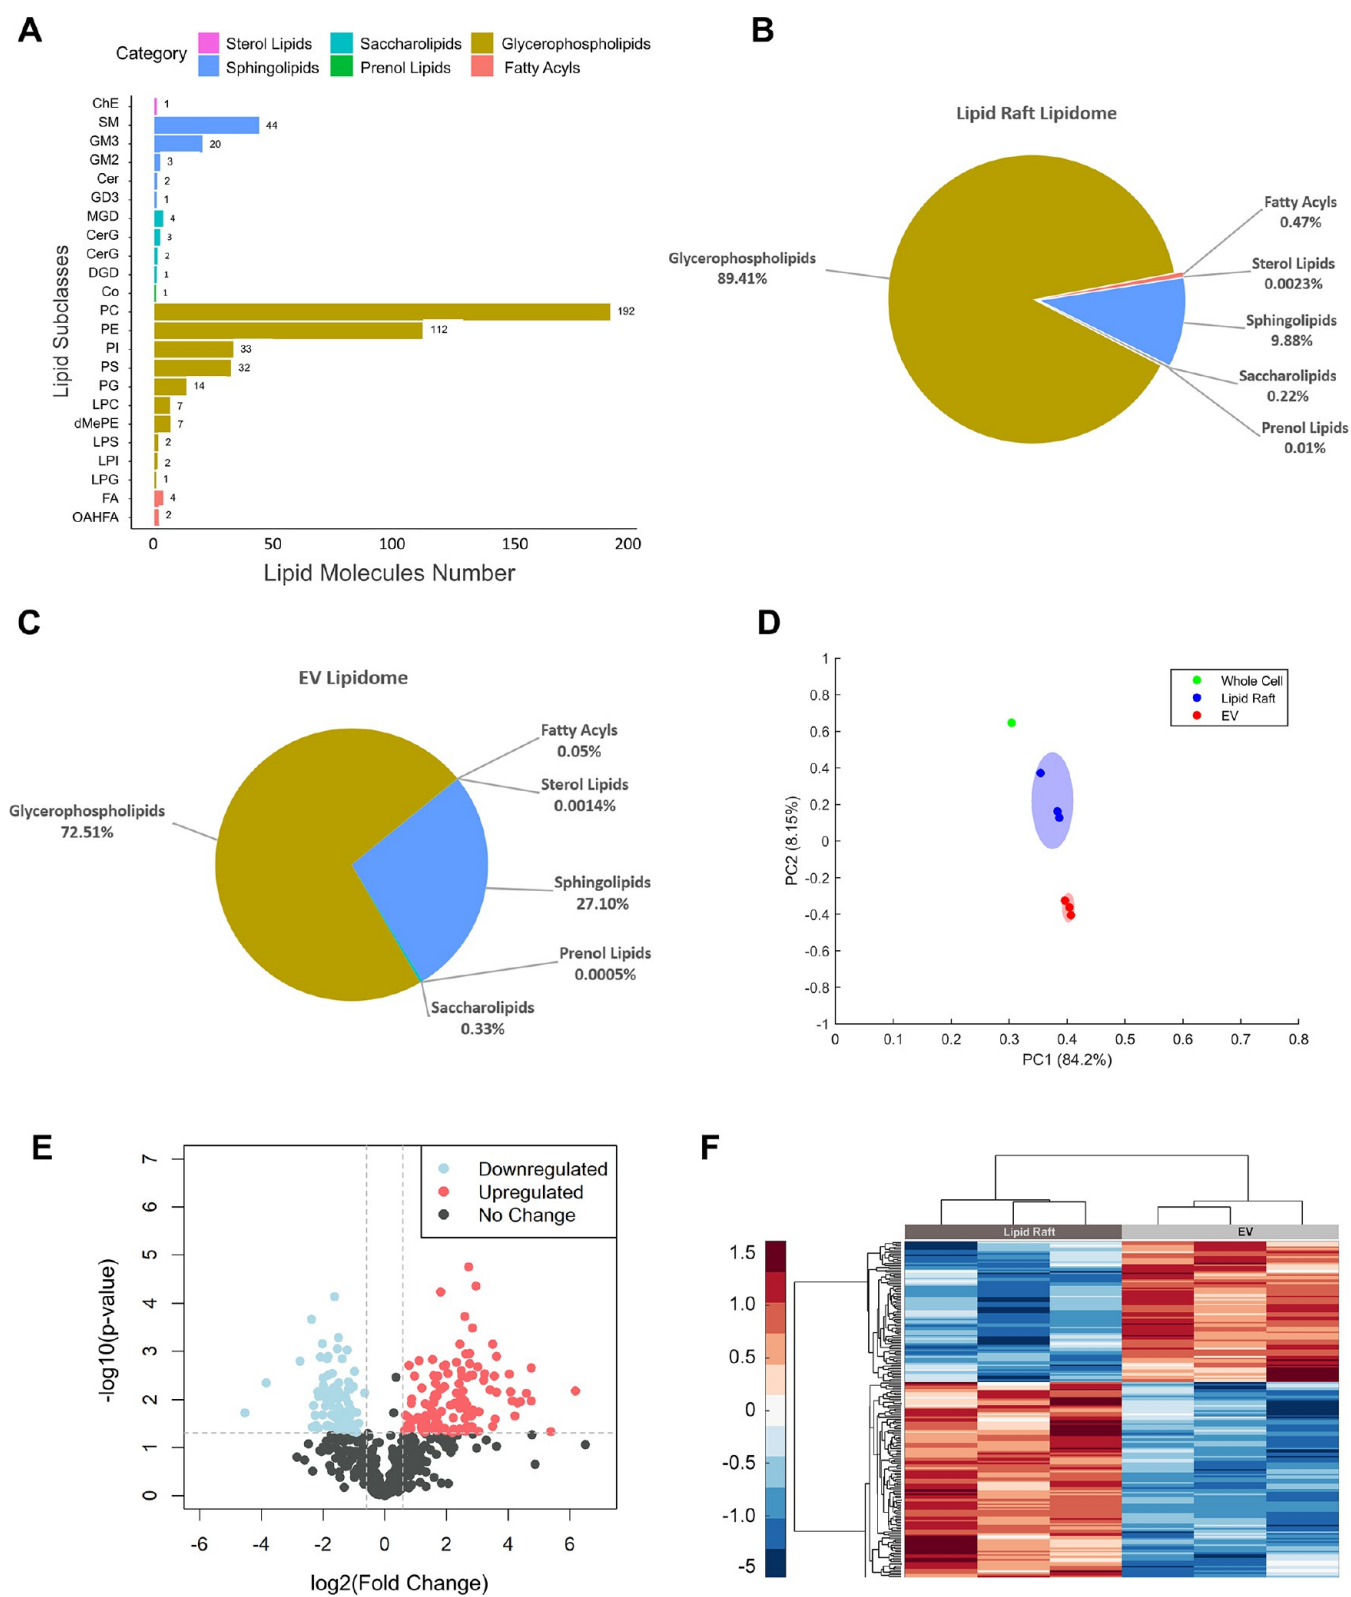 A
Category
Sterol Lipids
Saccharolipids
Glycerophospholipids
Sphingolipids
Prenol Lipids
Fatty Acyls
Lipid Subclasses
ChE 1
SM 44
GM3 20
GM2 3
Cer 2
GD3 1
MGD 4
CerG 3
CerG 2
DGD 1
Co 1
PC 192
PE 112
PI 33
PS 32
PG 14
LPC 7
dMePE 7
LPS 2
LPI 2
LPG 1
FA 4
OAHFA 2
0 50 100 150 200
Lipid Molecules Number
B
Lipid Raft Lipidome
Glycerophospholipids
89.41%
Fatty Acyls
0.47%
Sterol Lipids
0.0023%
Sphingolipids
9.88%
Saccharolipids
0.22%
Prenol Lipids
0.01%
C
EV Lipidome
Glycerophospholipids
72.51%
Fatty Acyls
0.05%
Sterol Lipids
0.0014%
Sphingolipids
27.10%
Prenol Lipids
0.0005%
Saccharolipids
0.33%
D
Whole Cell
Lipid Raft
EV
PC2 (8.15%)
1
0.8
0.6
0.4
0.2
0
-0.2
-0.4
-0.6
-0.8
-1
0 0.1 0.2 0.3 0.4 0.5 0.6 0.7 0.8
PC1 (84.2%)
E
Downregulated
Upregulated
No Change
-log10(p-value)
7
6
5
4
3
2
1
0
-6 -4 -2 0 2 4 6
log2(Fold Change)
F
Lipid Raft EV
1.5
1.0
0.5
0
-0.5
-1.0
-5